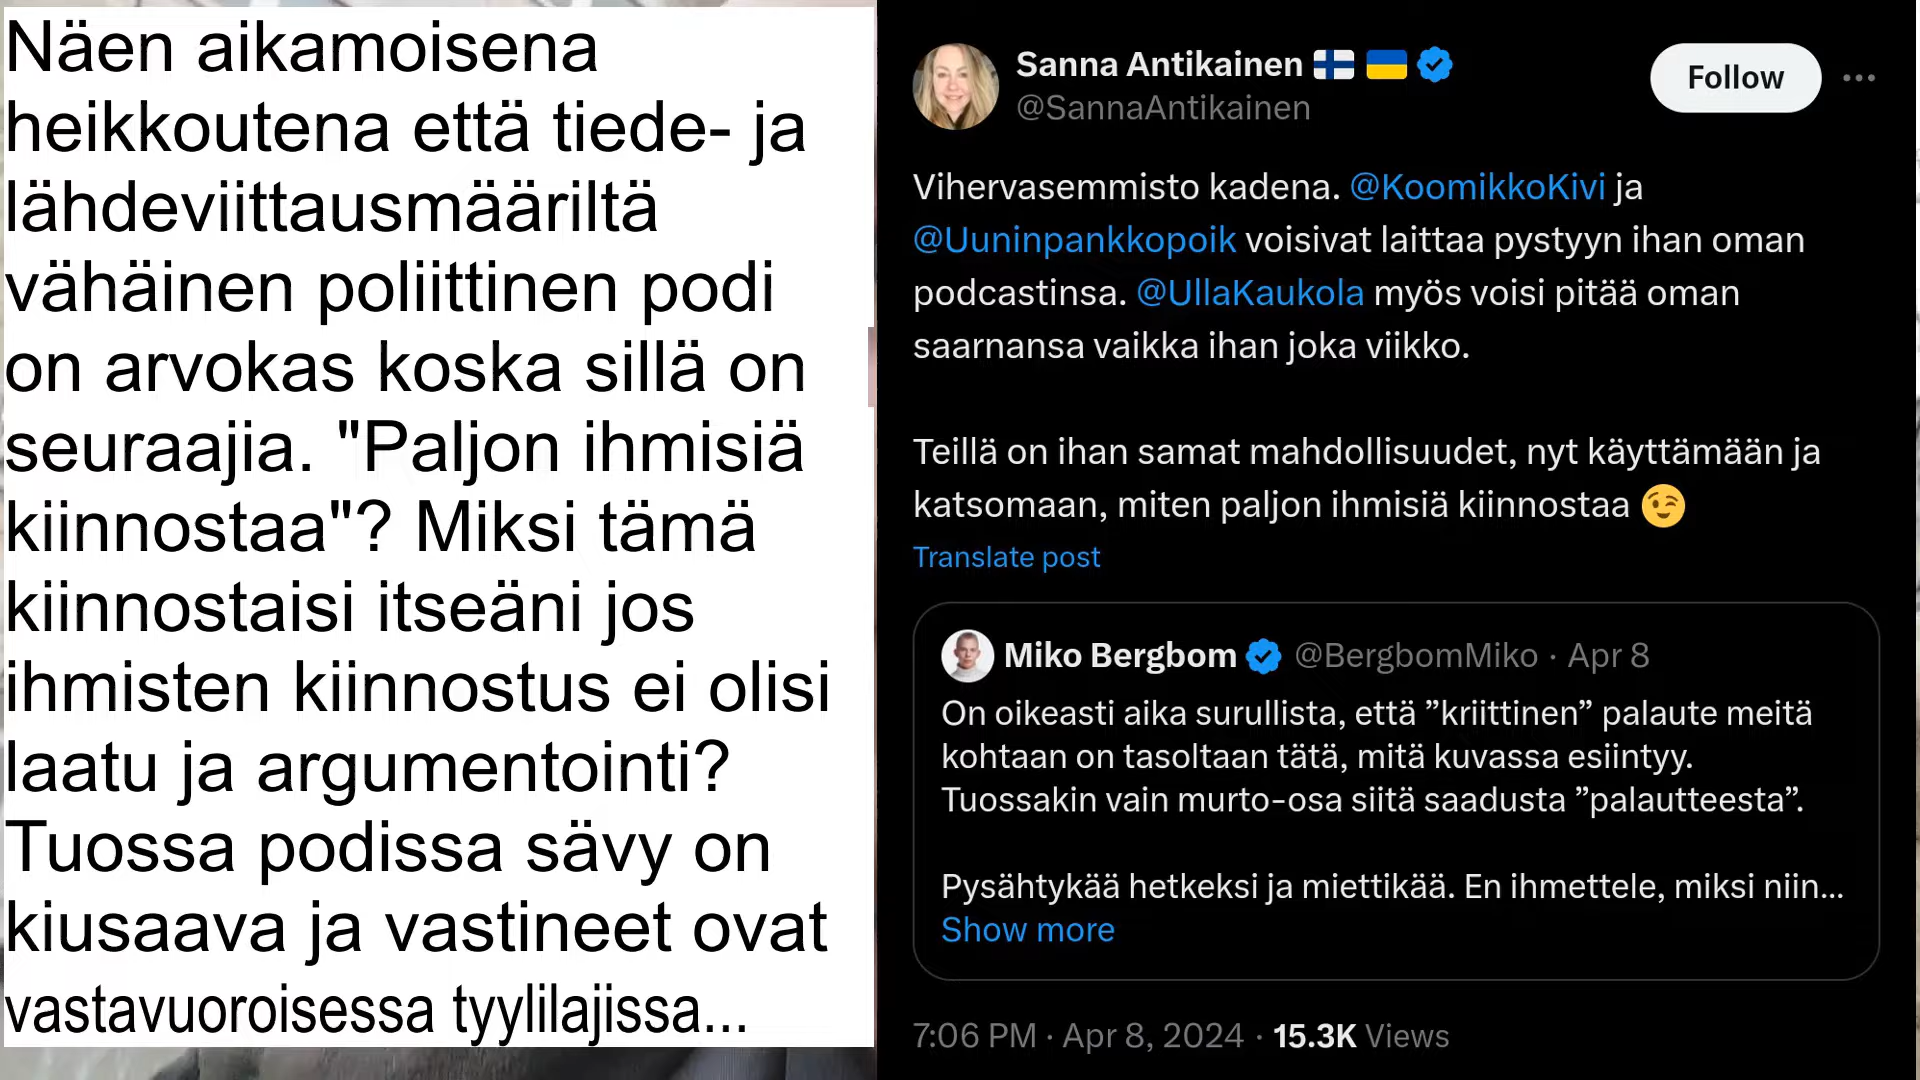 Näen aikamoisena
heikkoutena että tiede- ja
lähdeviittausmääriltä
vähäinen poliittinen podi
on arvokas koska sillä on
seuraajia. "Paljon ihmisiä
kiinnostaa"? Miksi tämä
kiinnostaisi itseäni jos
ihmisten kiinnostus ei olisi
laatu ja argumentointi?
Tuossa podissa sävy on
kiusaava ja vastineet ovat
vastavuoroisessa tyylilajissa...
Sanna Antikainen 🇫🇮 🇺🇦
@SannaAntikainen
Follow
Vihervasemmisto kadena. @KoomikkoKivi ja
@Uuninpankkopoik voisivat laittaa pystyyn ihan oman
podcastinsa. @UllaKaukola myös voisi pitää oman
saarnansa vaikka ihan joka viikko.
Teillä on ihan samat mahdollisuudet, nyt käyttämään ja
katsomaan, miten paljon ihmisiä kiinnostaa 😉
Translate post
Miko Bergbom @BergbomMiko · Apr 8
On oikeasti aika surullista, että ”kriittinen” palaute meitä
kohtaan on tasoltaan tätä, mitä kuvassa esiintyy.
Tuossakin vain murto-osa siitä saadusta ”palautteesta”.
Pysähtykää hetkeksi ja miettikää. En ihmettele, miksi niin...
Show more
7:06 PM · Apr 8, 2024 · 15.3K Views